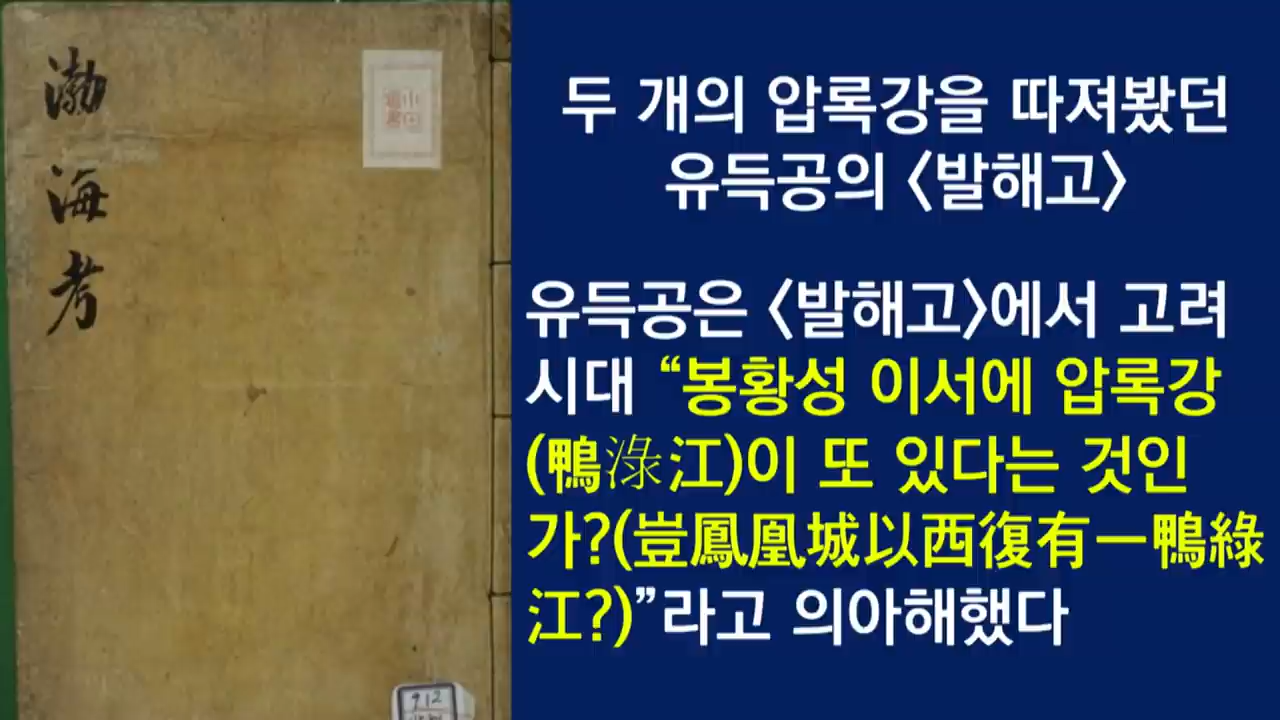 渤海考
두 개의 압록강을 따져봤던
유득공의 〈발해고〉
유득공은 〈발해고〉에서 고려
시대 “봉황성 이서에 압록강
(鴨淥江)이 또 있다는 것인
가?(豈鳳凰城以西復有一鴨綠
江?)”라고 의아해했다
912